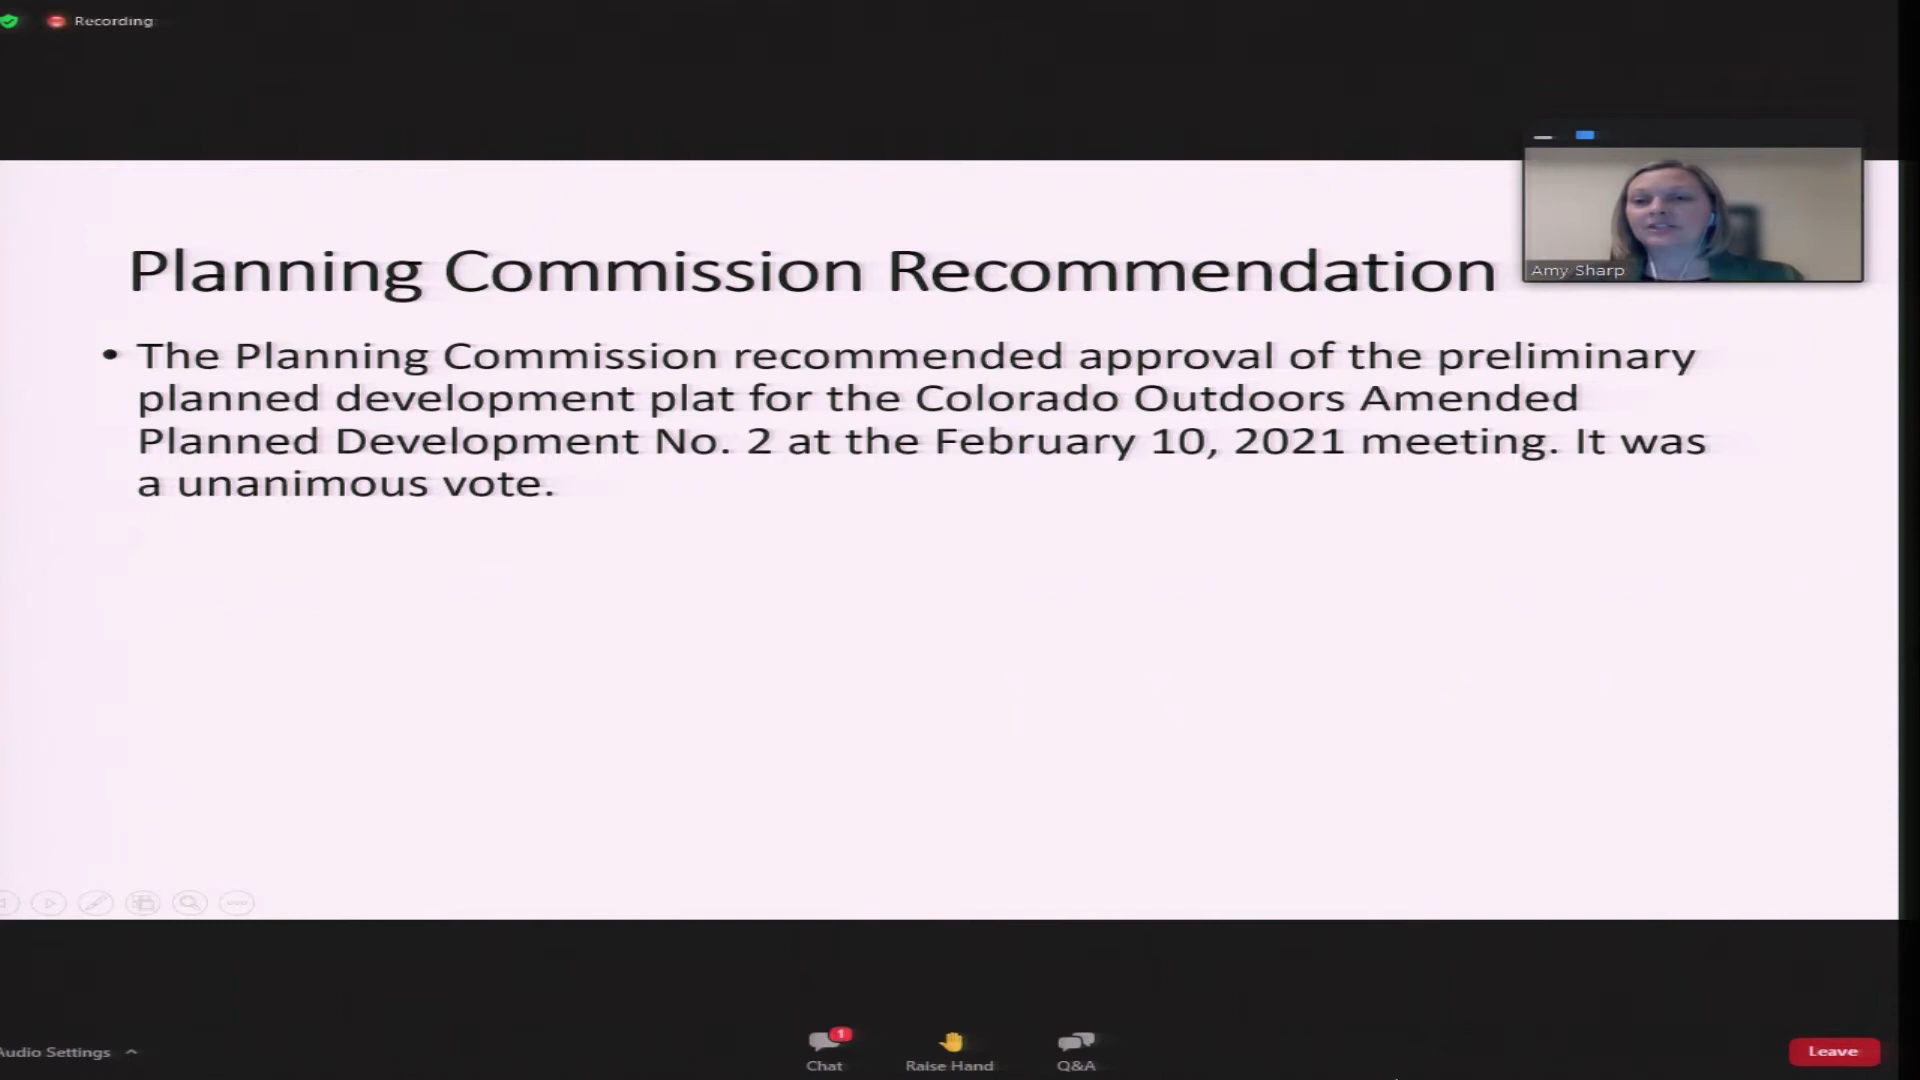 Recording
Planning Commission Recommendation
Amy Sharp
• The Planning Commission recommended approval of the preliminary
planned development plat for the Colorado Outdoors Amended
Planned Development No. 2 at the February 10, 2021 meeting. It was
a unanimous vote.
Audio Settings
1
Chat
Raise Hand
Q&A
Leave